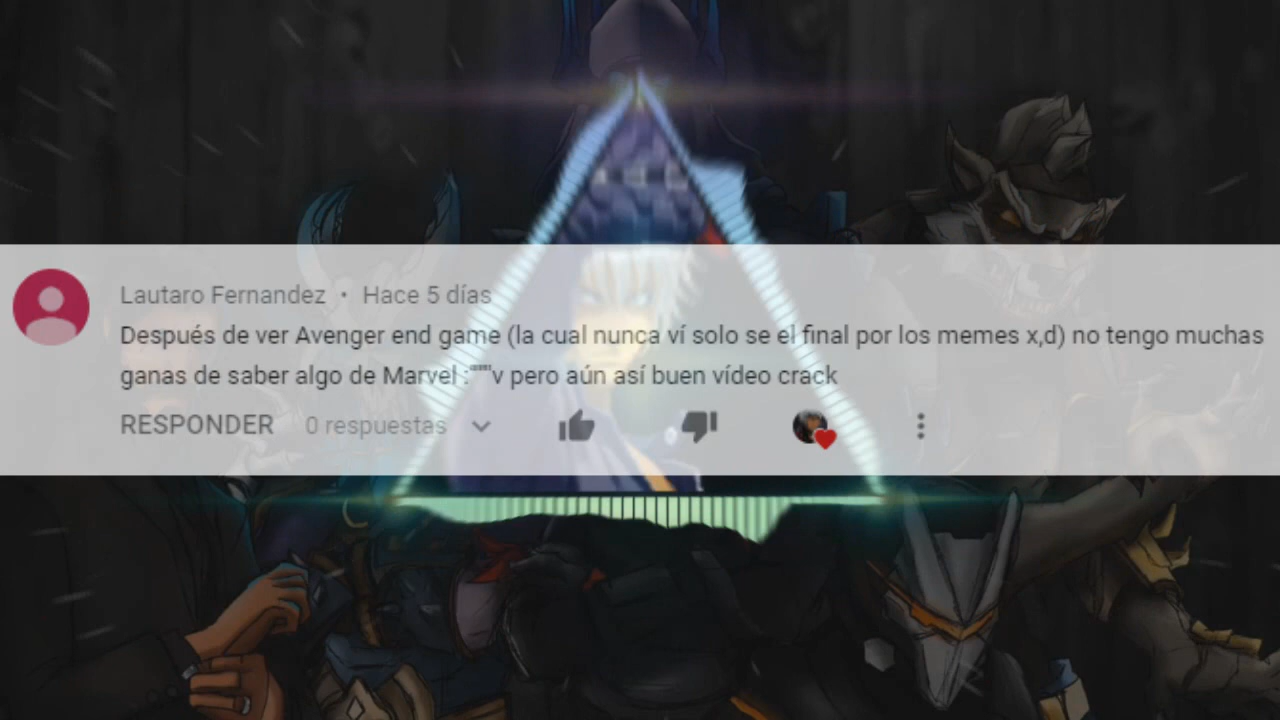 Lautaro Fernandez • Hace 5 días
Después de ver Avenger end game (la cual nunca ví solo se el final por los memes x,d) no tengo muchas
ganas de saber algo de Marvel :""""v pero aún así buen vídeo crack
RESPONDER 0 respuestas